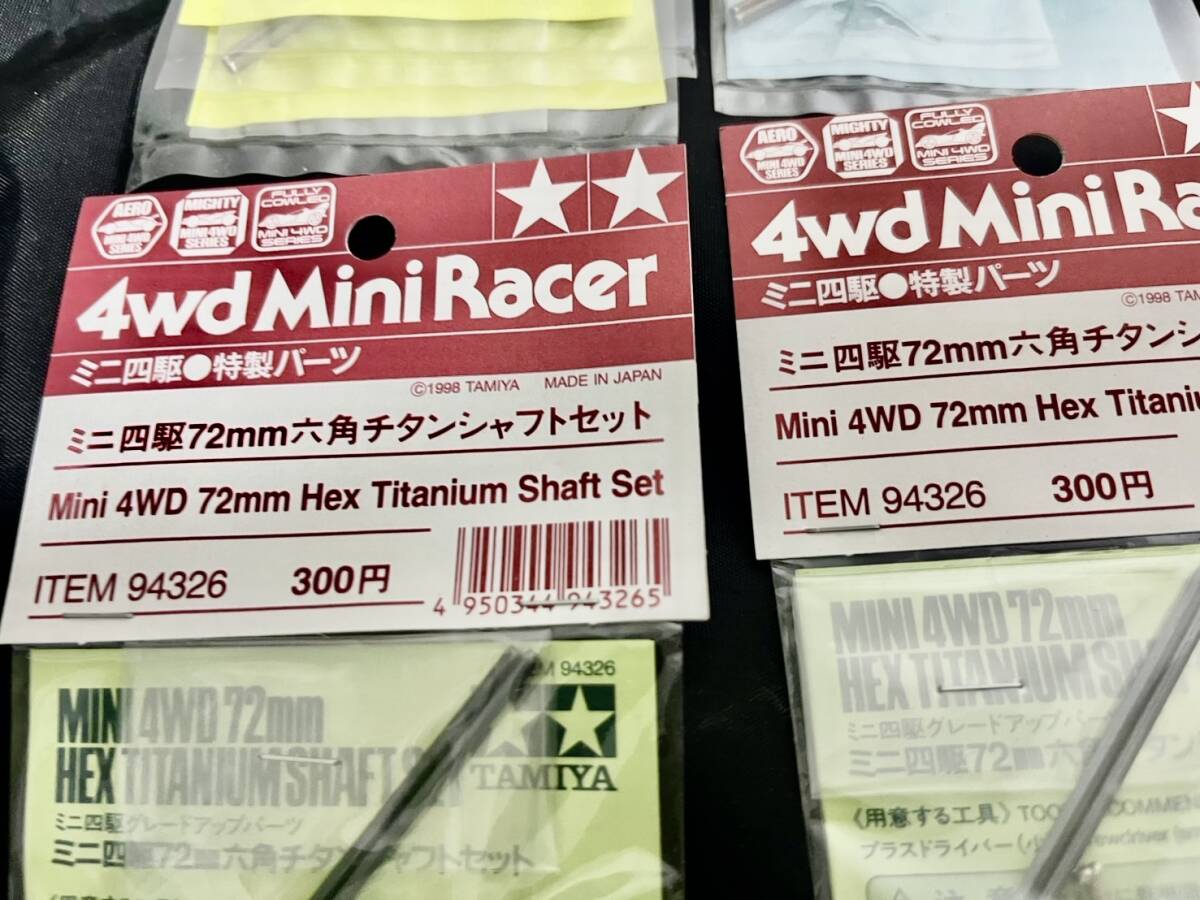 AERO
MINI 4WD
SERIES
MIGHTY
MINI 4WD
SERIES
FULLY
COWLED
MINI 4WD
SERIES
4wd Mini Racer
ミニ四駆●特製パーツ
©1998 TAMIYA MADE IN JAPAN
ミニ四駆72mm六角チタンシャフトセット
Mini 4WD 72mm Hex Titanium Shaft Set
ITEM 94326 300円
4 950344 943265
94326
MINI 4WD 72mm
HEX TITANIUM SHAFT
TAMIYA
ミニ四駆グレードアップパーツ
ミニ四駆72mm六角チタンシャフトセット
AERO
MINI 4WD
SERIES
MIGHTY
MINI 4WD
SERIES
FULLY
COWLED
MINI 4WD
SERIES
4wd Mini Ra
ミニ四駆●特製パーツ
©1998 TAM
ミニ四駆72mm六角チタンシ
Mini 4WD 72mm Hex Titaniu
ITEM 94326 300円
MINI 4WD 72mm
HEX TITANIUM
ミニ四駆グレードアップパー
ミニ四駆72mm六角チタン
《用意する工具》
プラスドライバー
注意